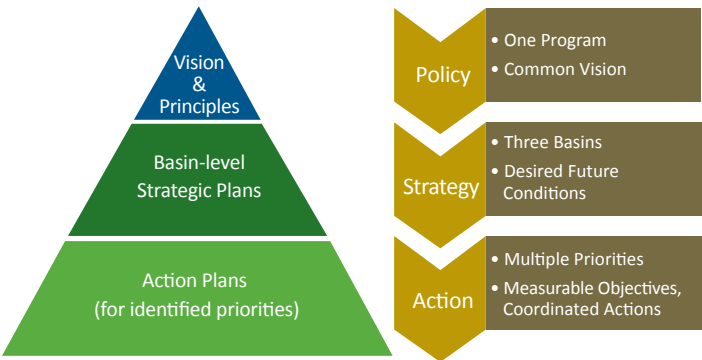 Vision
&
Principles
Basin-level
Strategic Plans
Action Plans
(for identified priorities)
Policy
• One Program
• Common Vision
Strategy
• Three Basins
• Desired Future
Conditions
Action
• Multiple Priorities
• Measurable Objectives,
Coordinated Actions